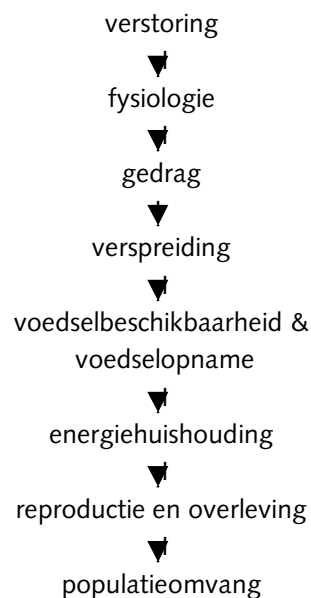 verstoring
fysiologie
gedrag
verspreiding
voedselbeschikbaarheid &
voedselopname
energiehuishouding
reproductie en overleving
populatieomvang